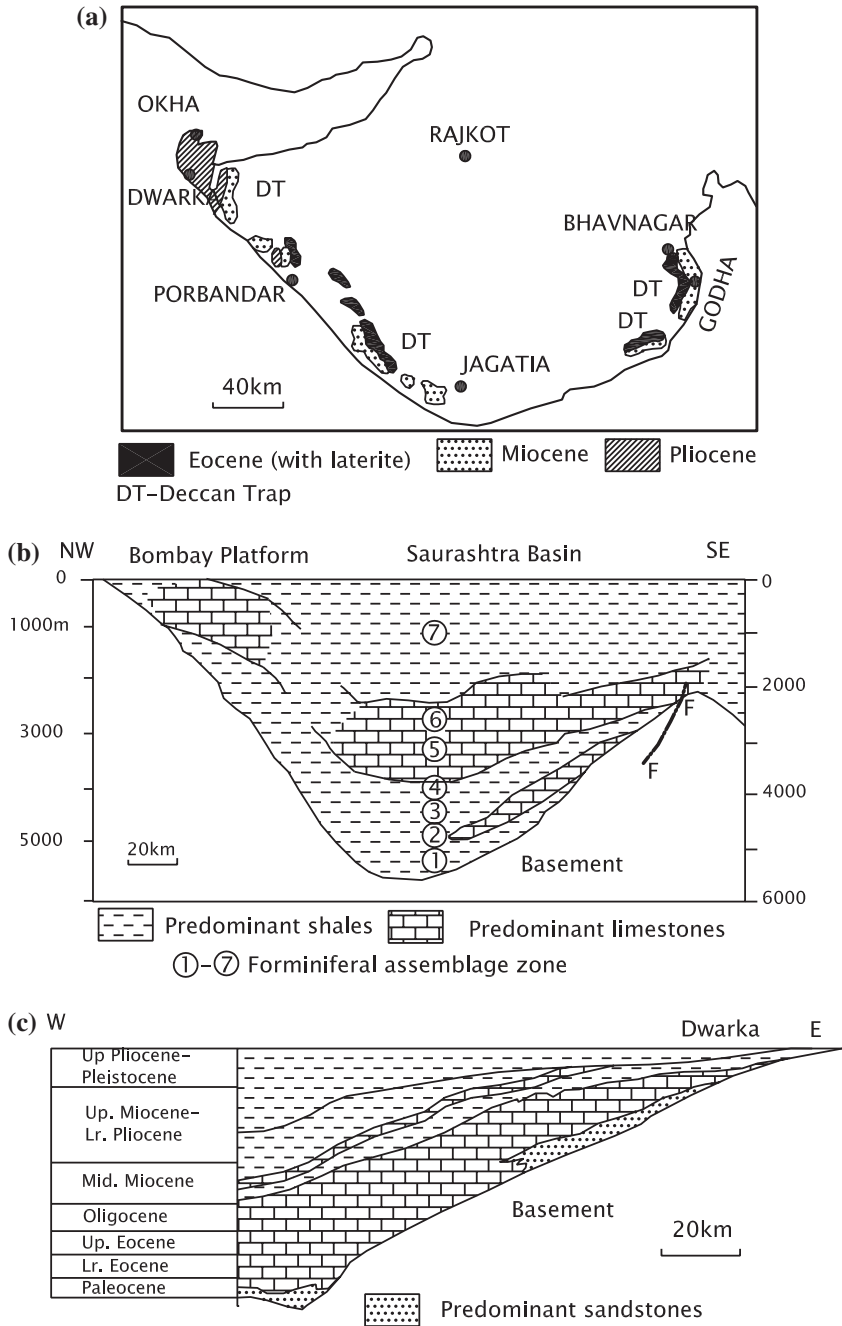 (a)
OKHA
RAJKOT
DWARKA
DT
BHAVNAGAR
PORBANDAR
DT
GODHA
DT
DT
JAGATIA
40km
Eocene (with laterite) Miocene Pliocene
DT-Deccan Trap
(b) NW Bombay Platform Saurashtra Basin SE
0 0
1000m
⑦
2000
3000
⑥
F
⑤
F
④
4000
③
5000
②
20km
①
Basement
6000
Predominant shales Predominant limestones
①-⑦ Forminiferal assemblage zone
(c) W Dwarka E
Up Pliocene-
Pleistocene
Up. Miocene-
Lr. Pliocene
Mid. Miocene
Oligocene
Basement
Up. Eocene
20km
Lr. Eocene
Paleocene
Predominant sandstones